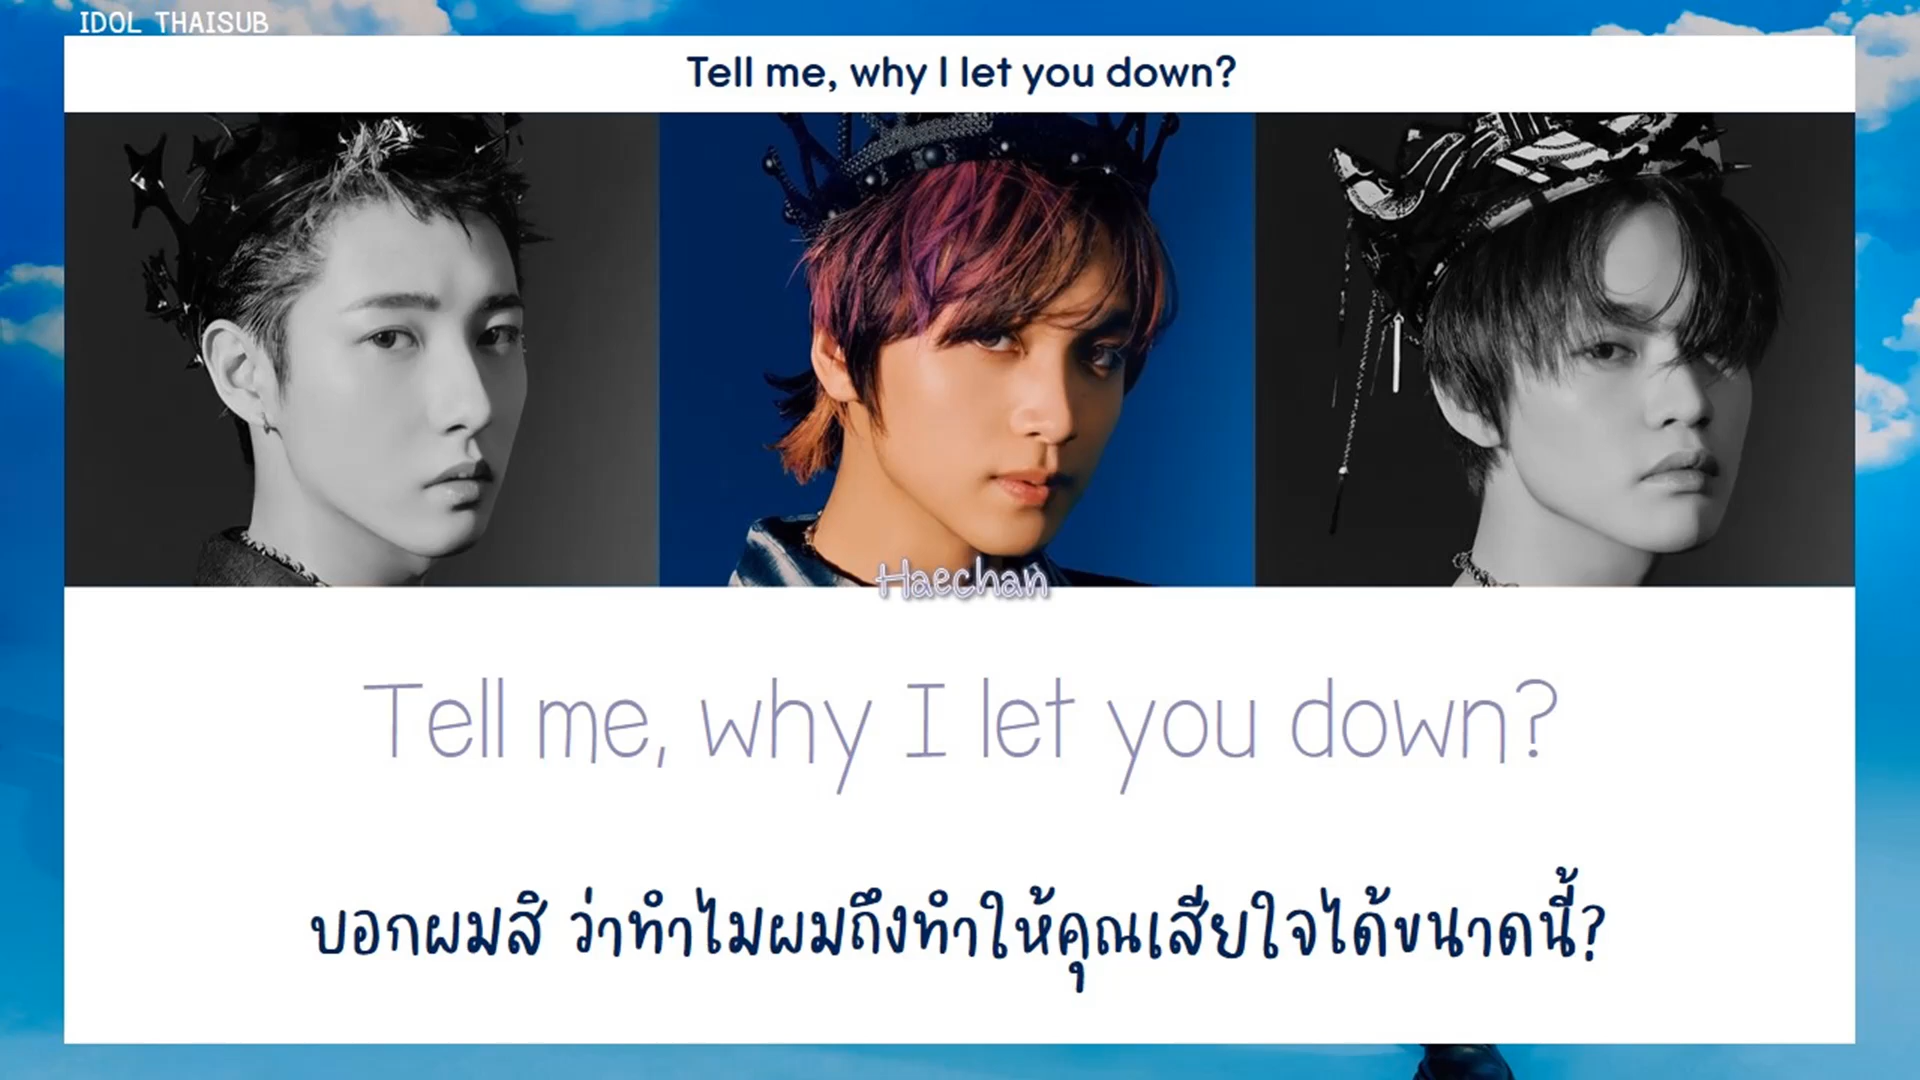 IDOL THAISUB
Tell me, why I let you down?
Haechan
Tell me, why I let you down?
บอกผมสิ ว่าทำไมผมถึงทำให้คุณเสียใจได้ขนาดนี้?